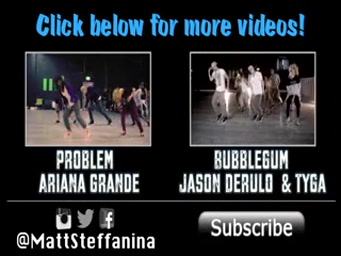 Click below for more videos!
PROBLEM
ARIANA GRANDE
BUBBLEGUM
JASON DERULO & TYGA
Subscribe
@MattSteffanina